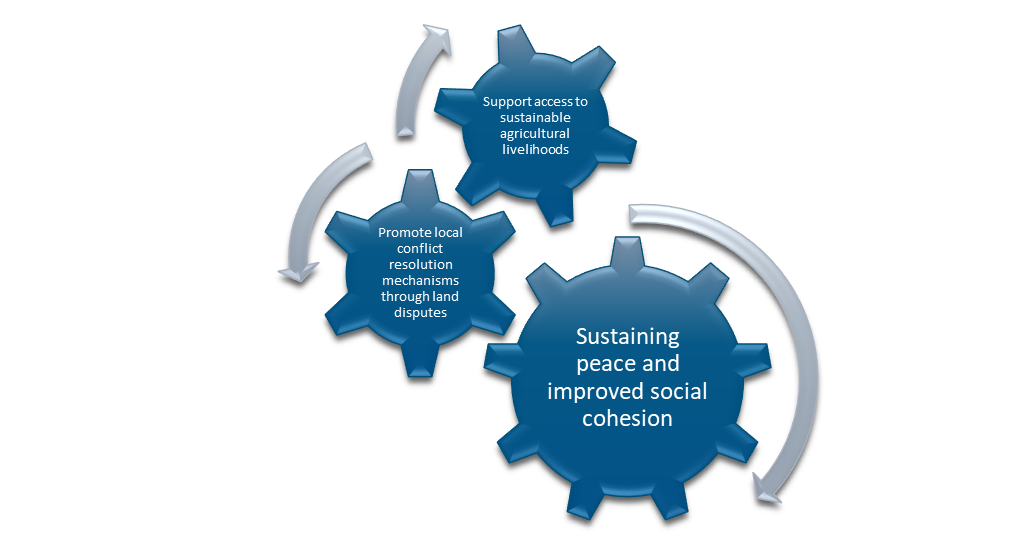 Support access to
sustainable
agricultural
livelihoods
Promote local
conflict
resolution
mechanisms
through land
disputes
Sustaining
peace and
improved social
cohesion